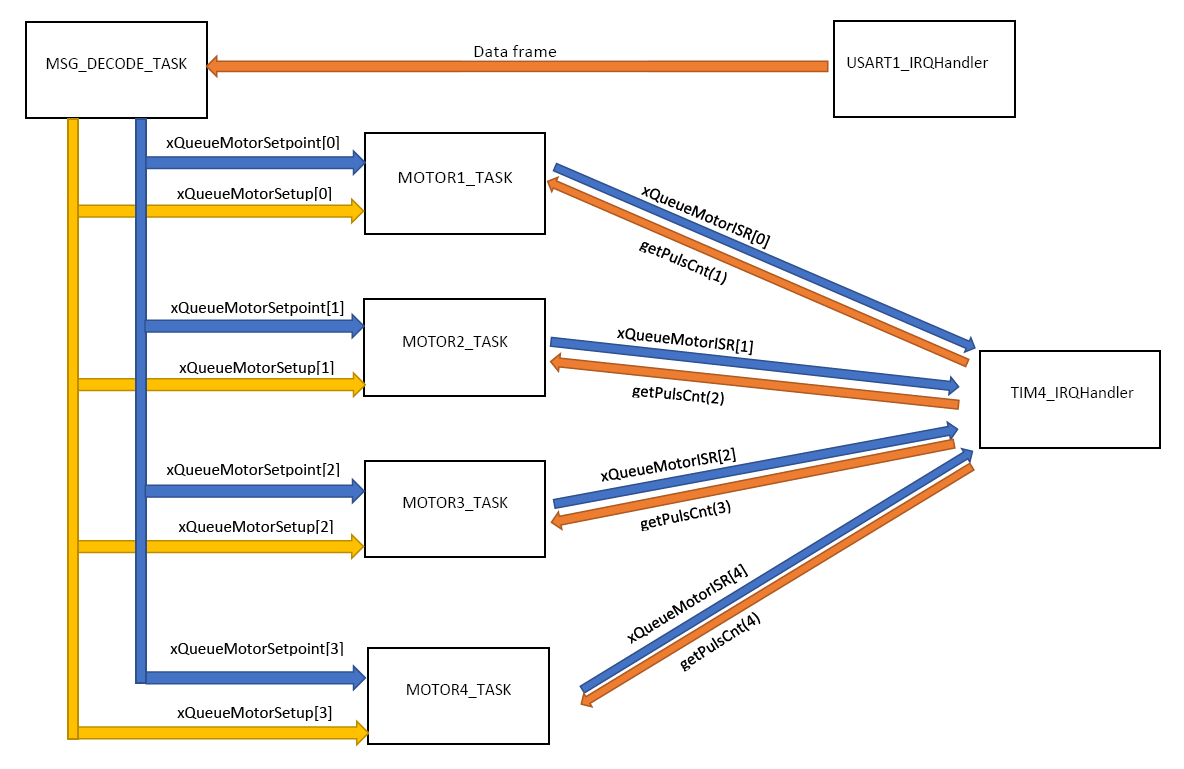 Data frame
MSG_DECODE_TASK
USART1_IRQHandler
xQueueMotorSetpoint[0]
MOTOR1_TASK
xQueueMotorSetup[0]
xQueueMotorISR[0]
getPulsCnt(1)
xQueueMotorSetpoint[1]
MOTOR2_TASK
xQueueMotorSetup[1]
xQueueMotorISR[1]
getPulsCnt(2)
TIM4_IRQHandler
xQueueMotorSetpoint[2]
MOTOR3_TASK
xQueueMotorSetup[2]
xQueueMotorISR[2]
getPulsCnt(3)
xQueueMotorISR[4]
getPulsCnt(4)
xQueueMotorSetpoint[3]
MOTOR4_TASK
xQueueMotorSetup[3]